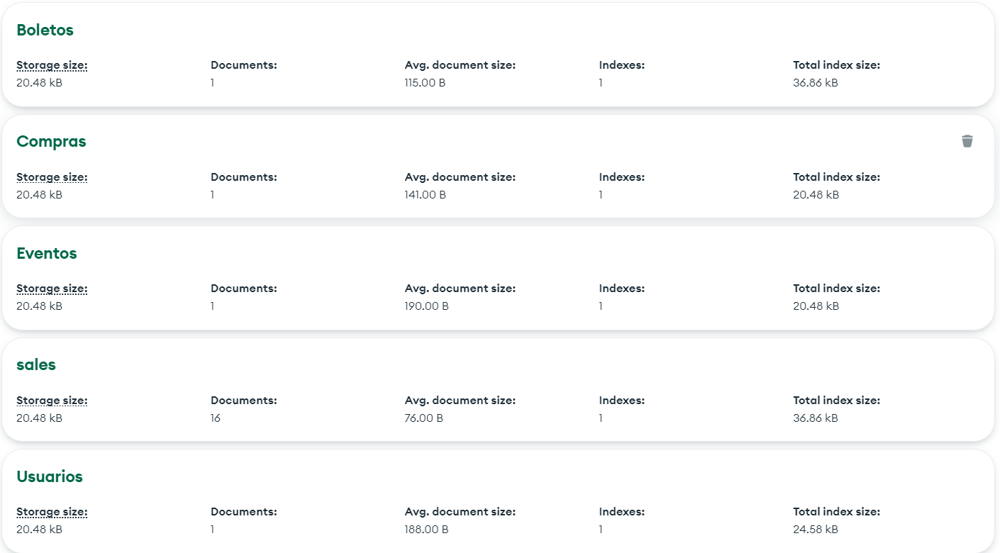 Boletos
Storage size: Documents: Avg. document size: Indexes: Total index size:
20.48 kB 1 115.00 B 1 36.86 kB
Compras
Storage size: Documents: Avg. document size: Indexes: Total index size:
20.48 kB 1 141.00 B 1 20.48 kB
Eventos
Storage size: Documents: Avg. document size: Indexes: Total index size:
20.48 kB 1 190.00 B 1 20.48 kB
sales
Storage size: Documents: Avg. document size: Indexes: Total index size:
20.48 kB 16 76.00 B 1 36.86 kB
Usuarios
Storage size: Documents: Avg. document size: Indexes: Total index size:
20.48 kB 1 188.00 B 1 24.58 kB